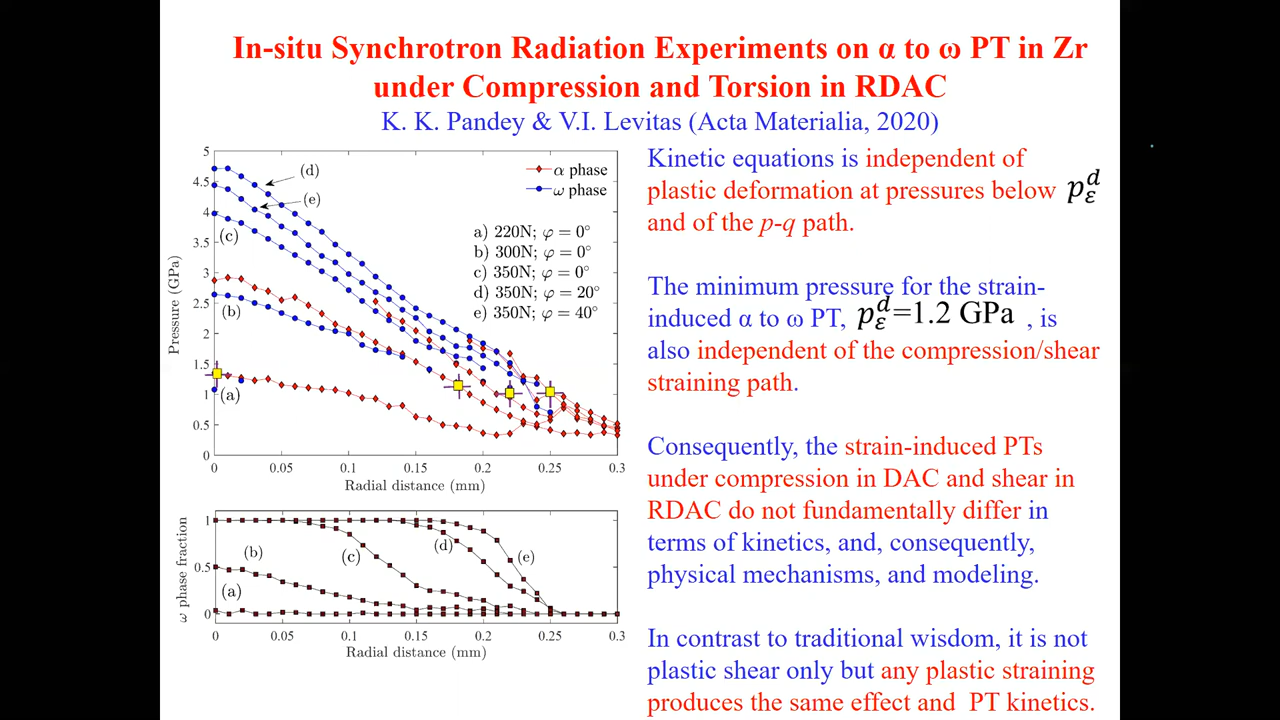 In-situ Synchrotron Radiation Experiments on α to ω PT in Zr
under Compression and Torsion in RDAC
K. K. Pandey & V.I. Levitas (Acta Materialia, 2020)
5
4.5
4
3.5
3
2.5
2
1.5
1
0.5
0
Pressure (GPa)
(d)
(e)
(c)
(b)
(a)
α phase
ω phase
a) 220N; φ = 0°
b) 300N; φ = 0°
c) 350N; φ = 0°
d) 350N; φ = 20°
e) 350N; φ = 40°
0 0.05 0.1 0.15 0.2 0.25 0.3
Radial distance (mm)
1
0.5
0
ω phase fraction
(b)
(a)
(c)
(d)
(e)
0 0.05 0.1 0.15 0.2 0.25 0.3
Radial distance (mm)
Kinetic equations is independent of
plastic deformation at pressures below p_ε^d
and of the p-q path.
The minimum pressure for the strain-
induced α to ω PT, p_ε^d=1.2 GPa , is
also independent of the compression/shear
straining path.
Consequently, the strain-induced PTs
under compression in DAC and shear in
RDAC do not fundamentally differ in
terms of kinetics, and, consequently,
physical mechanisms, and modeling.
In contrast to traditional wisdom, it is not
plastic shear only but any plastic straining
produces the same effect and PT kinetics.